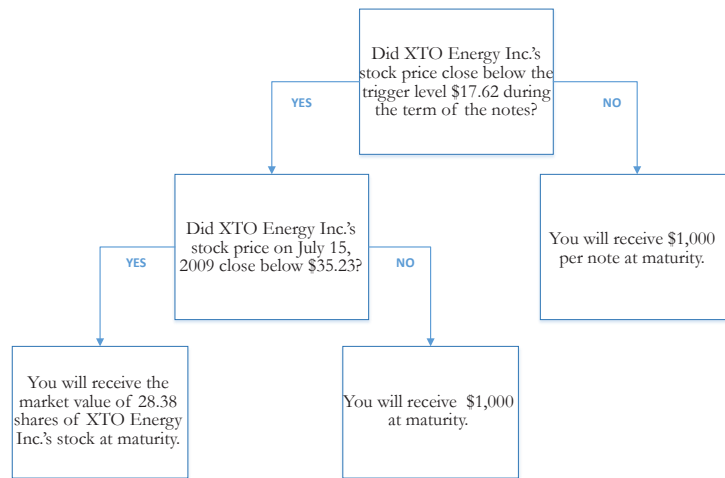 Did XTO Energy Inc.'s
stock price close below the
trigger level $17.62 during
the term of the notes?
YES
NO
Did XTO Energy Inc.'s
stock price on July 15,
2009 close below $35.23?
You will receive $1,000
per note at maturity.
YES
NO
You will receive the
market value of 28.38
shares of XTO Energy
Inc.'s stock at maturity.
You will receive $1,000
at maturity.